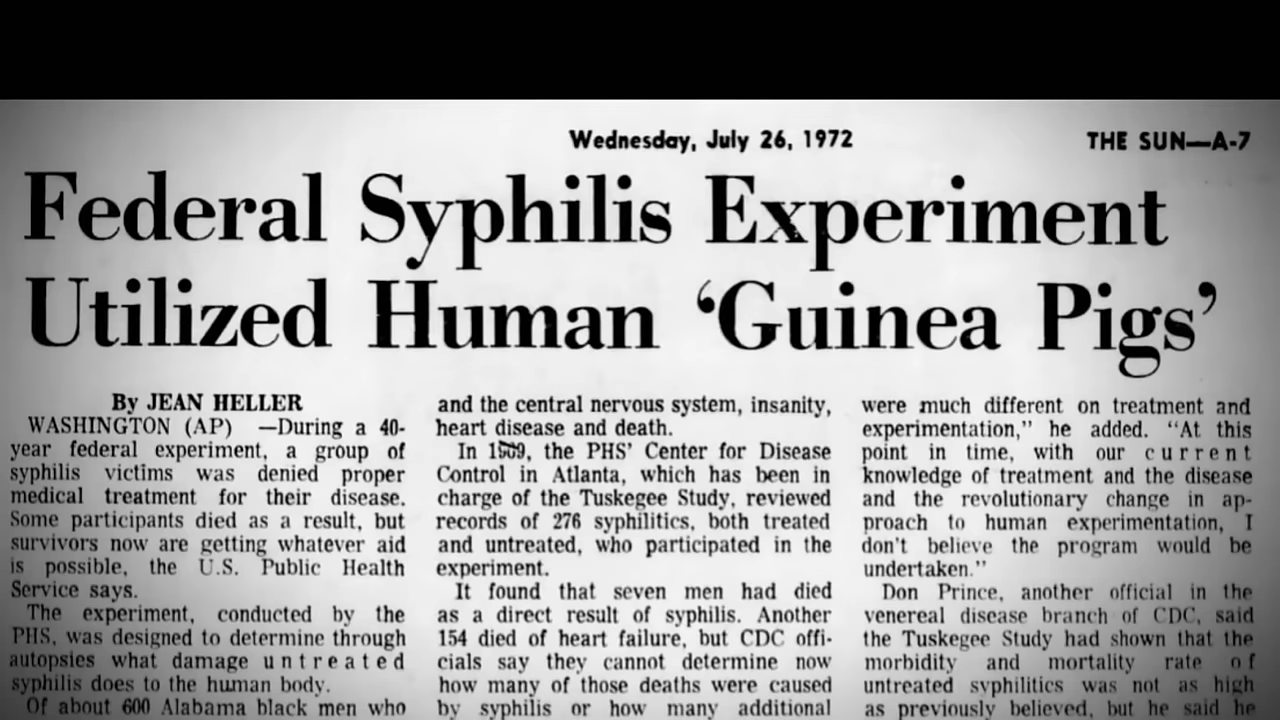 Wednesday, July 26, 1972
THE SUN—A-7
Federal Syphilis Experiment
Utilized Human ‘Guinea Pigs’
By JEAN HELLER
WASHINGTON (AP) —During a 40-
year federal experiment, a group of
syphilis victims was denied proper
medical treatment for their disease.
Some participants died as a result, but
survivors now are getting whatever aid
is possible, the U.S. Public Health
Service says.
The experiment, conducted by the
PHS, was designed to determine through
autopsies what damage untreated
syphilis does to the human body.
Of about 600 Alabama black men who
and the central nervous system, insanity,
heart disease and death.
In the PHS’ Center for Disease
Control in Atlanta, which has been in
charge of the Tuskegee Study, reviewed
records of 276 syphilitics, both treated
and untreated, who participated in the
experiment.
It found that seven men had died
as a direct result of syphilis. Another
154 died of heart failure, but CDC offi-
cials say they cannot determine now
how many of those deaths were caused
by syphilis or how many additional
were much different on treatment and
experimentation,” he added. “At this
point in time, with our current
knowledge of treatment and the disease
and the revolutionary change in ap-
proach to human experimentation, I
don’t believe the program would be
undertaken.”
Don Prince, another official in the
venereal disease branch of CDC, said
the Tuskegee Study had shown that the
morbidity and mortality rate of
untreated syphilitics was not as high
as previously believed, but he said he